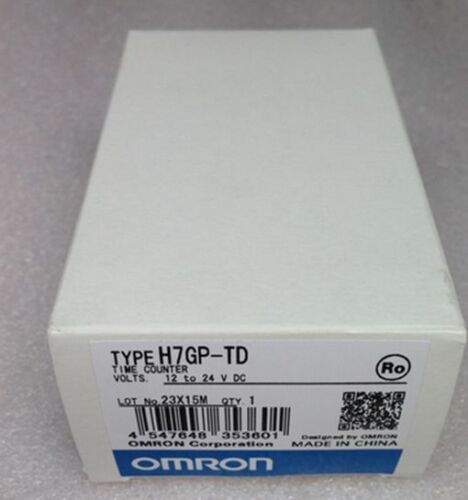 TYPE H7GP-TD
TIME COUNTER
VOLTS. 12 to 24 V DC
Ro
LOT No. 23X15M QTY. 1
4 547648 353601
Designed by OMRON
OMRON Corporation MADE IN CHINA
OMRON